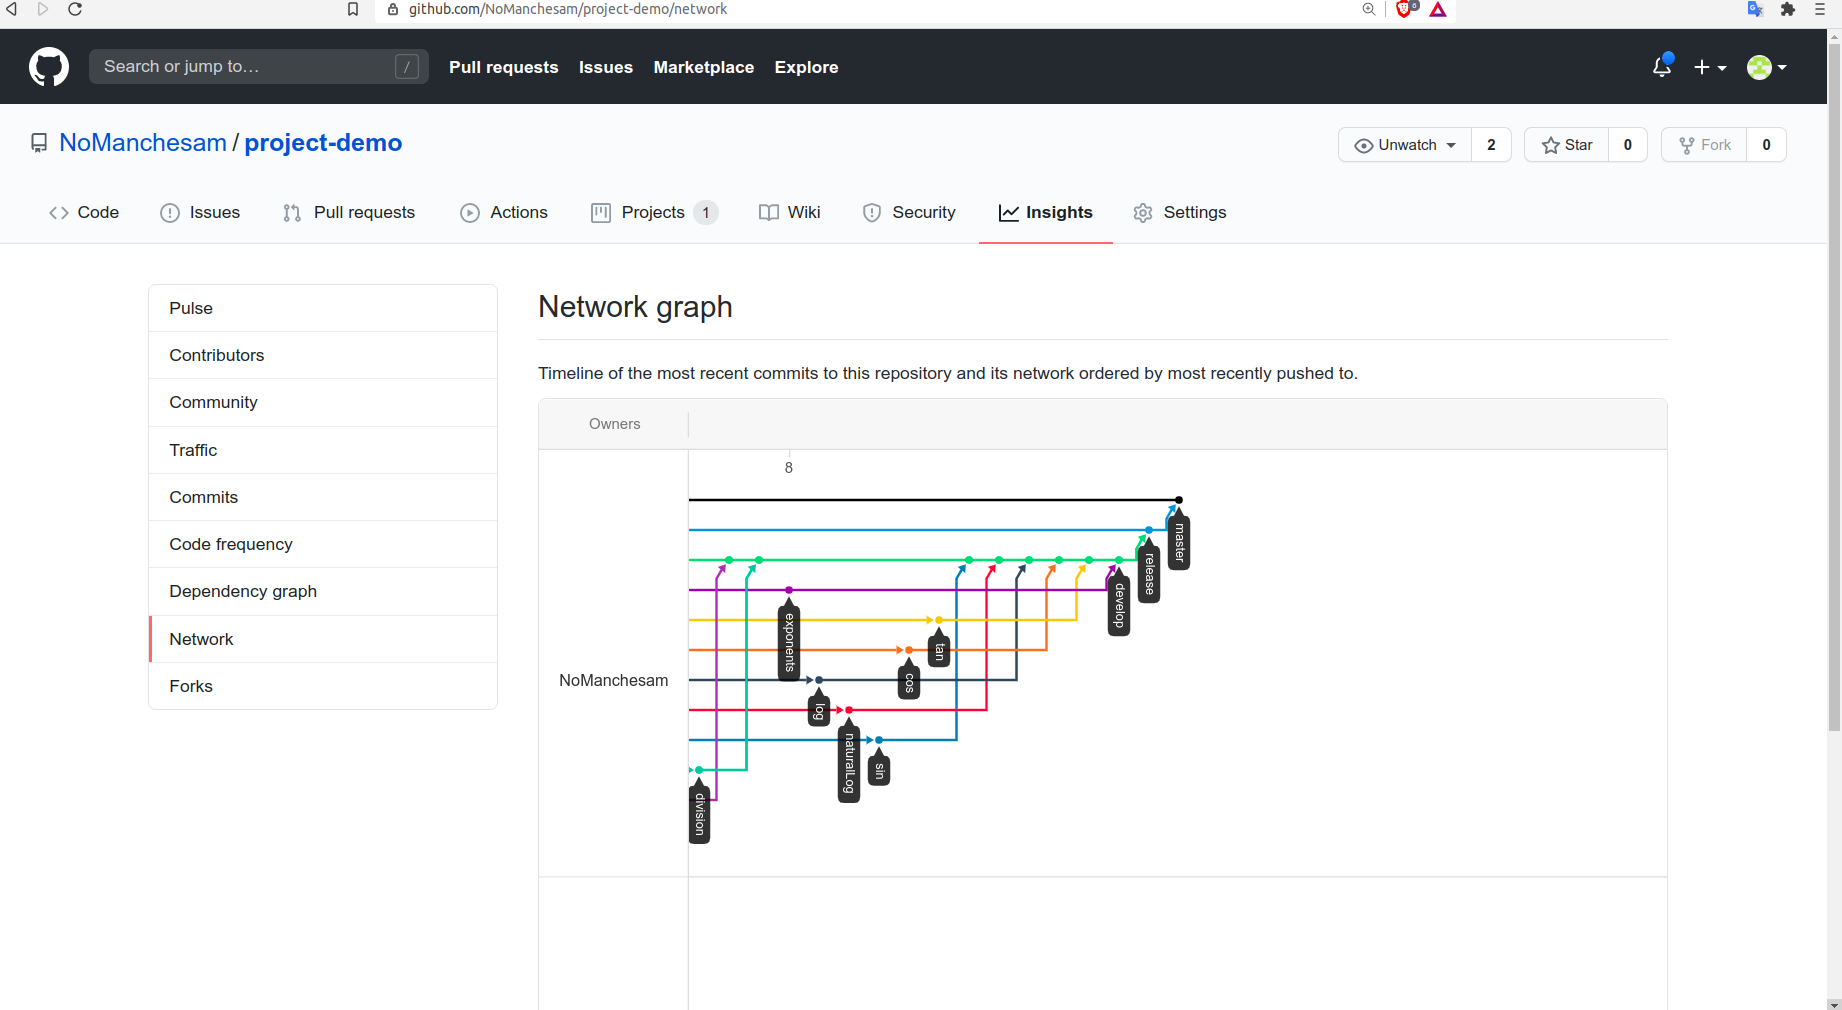 github.com/NoManchesam/project-demo/network
6
Search or jump to…
/
Pull requests
Issues
Marketplace
Explore
NoManchesam / project-demo
Unwatch
2
Star
0
Fork
0
Code
Issues
Pull requests
Actions
Projects 1
Wiki
Security
Insights
Settings
Pulse
Contributors
Community
Traffic
Commits
Code frequency
Dependency graph
Network
Forks
Network graph
Timeline of the most recent commits to this repository and its network ordered by most recently pushed to.
Owners
8
NoManchesam
master
release
develop
exponents
tan
cos
log
naturalLog
sin
division